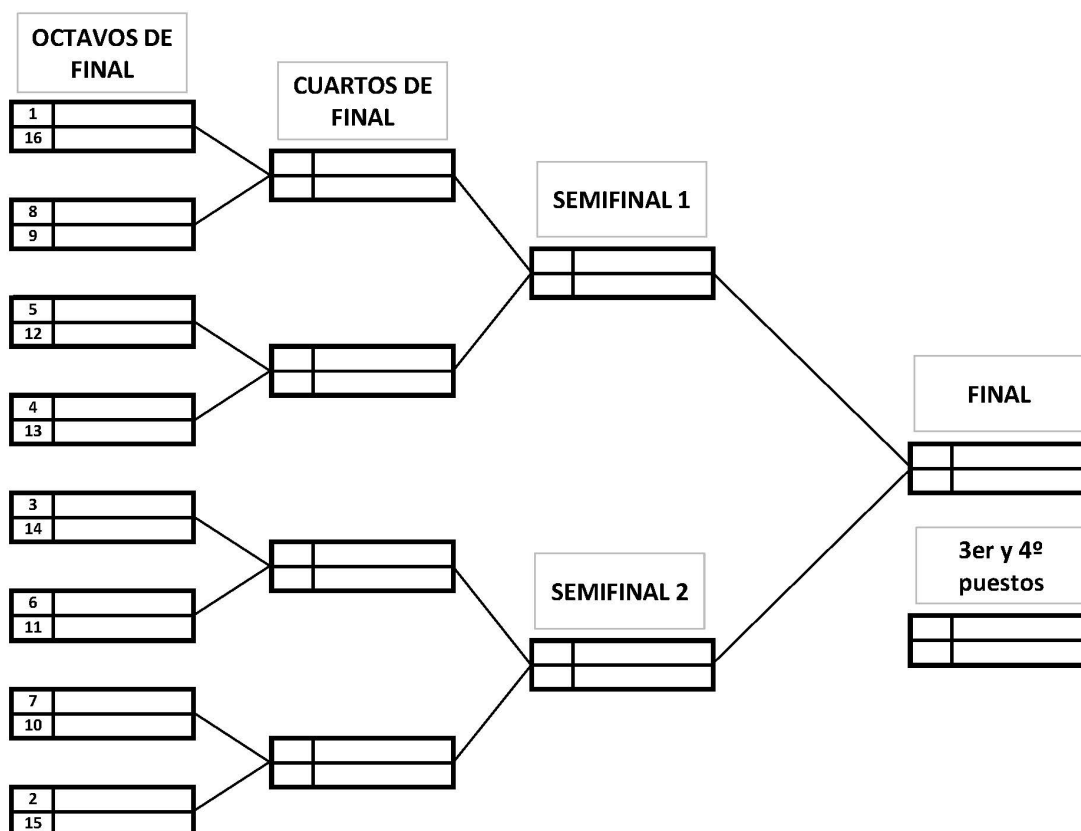 OCTAVOS DE
FINAL
1
16
8
9
5
12
4
13
3
14
6
11
7
10
2
15
CUARTOS DE
FINAL
SEMIFINAL 1
SEMIFINAL 2
FINAL
3er y 4º
puestos